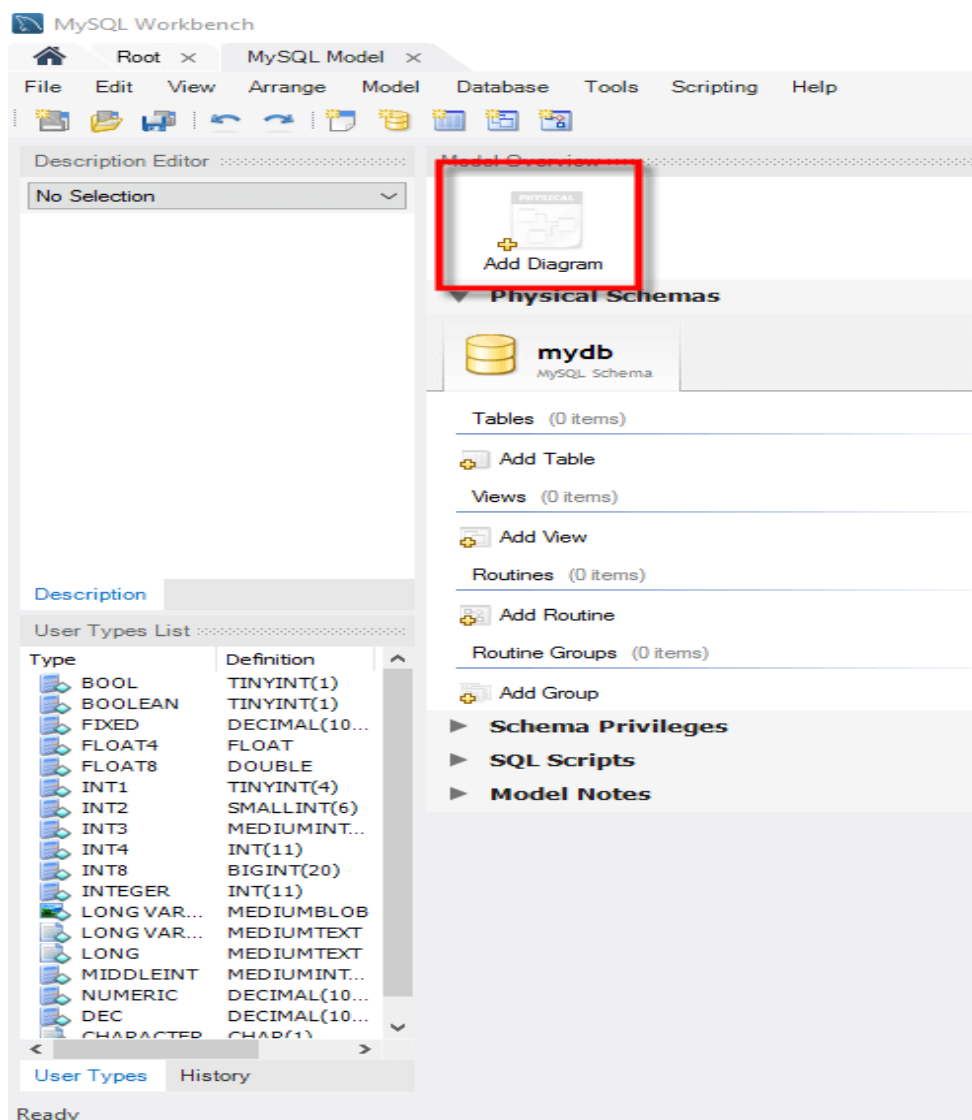 MySQL Workbench
Root MySQL Model
File Edit View Arrange Model Database Tools Scripting Help
Description Editor
No Selection
Description
User Types List
Type Definition
BOOL TINYINT(1)
BOOLEAN TINYINT(1)
FIXED DECIMAL(10...
FLOAT4 FLOAT
FLOAT8 DOUBLE
INT1 TINYINT(4)
INT2 SMALLINT(6)
INT3 MEDIUMINT...
INT4 INT(11)
INT8 BIGINT(20)
INTEGER INT(11)
LONG VAR... MEDIUMBLOB
LONG VAR... MEDIUMTEXT
LONG MEDIUMTEXT
MIDDLEINT MEDIUMINT...
NUMERIC DECIMAL(10...
DEC DECIMAL(10...
CHARACTER CHAR(1)
User Types History
Ready
Model Overview
PHYSICAL
Add Diagram
Physical Schemas
mydb
MySQL Schema
Tables (0 items)
Add Table
Views (0 items)
Add View
Routines (0 items)
Add Routine
Routine Groups (0 items)
Add Group
Schema Privileges
SQL Scripts
Model Notes